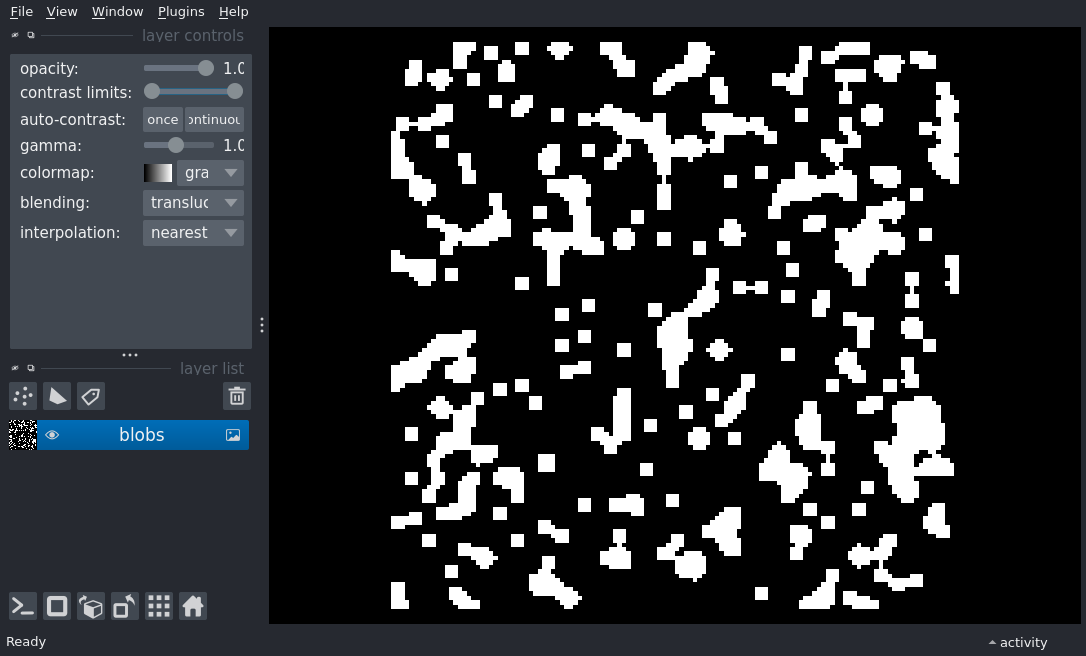 File View Window Plugins Help
layer controls
opacity: 1.0
contrast limits:
auto-contrast: once ontinuou
gamma: 1.0
colormap: gra
blending: transluc
interpolation: nearest
layer list
blobs
Ready
activity